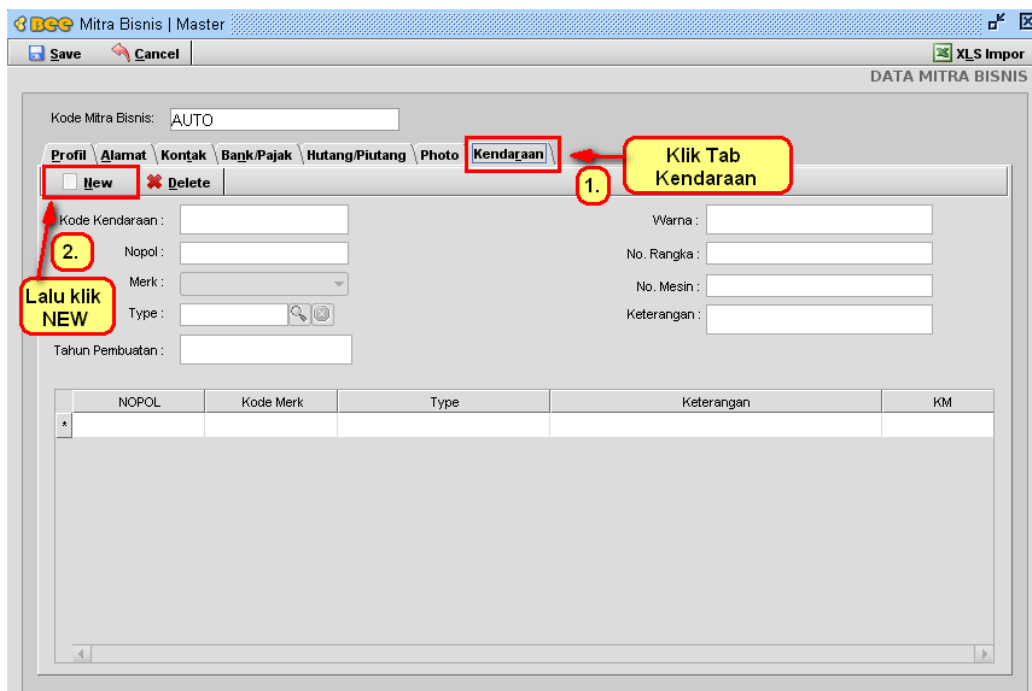 Bee Mitra Bisnis | Master
Save Cancel XLS Impor
DATA MITRA BISNIS
Kode Mitra Bisnis: AUTO
Profil Alamat Kontak Bank/Pajak Hutang/Piutang Photo Kendaraan
1.
Klik Tab
Kendaraan
New Delete
Kode Kendaraan : Warna :
2.
Nopol : No. Rangka :
Merk : No. Mesin :
Lalu klik
NEW
Type : Keterangan :
Tahun Pembuatan :
NOPOL Kode Merk Type Keterangan KM
*